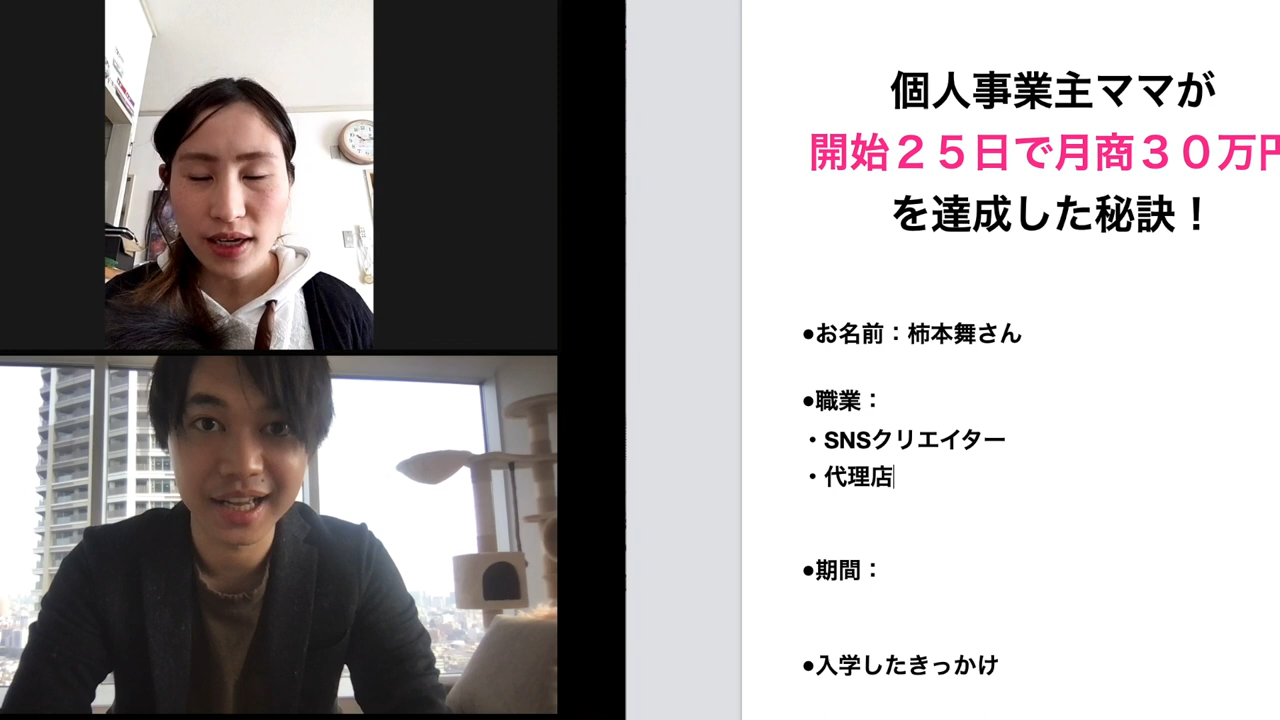 個人事業主ママが
開始２５日で月商３０万円
を達成した秘訣！
●お名前：柿本舞さん
●職業：
・SNSクリエイター
・代理店
●期間：
●入学したきっかけ